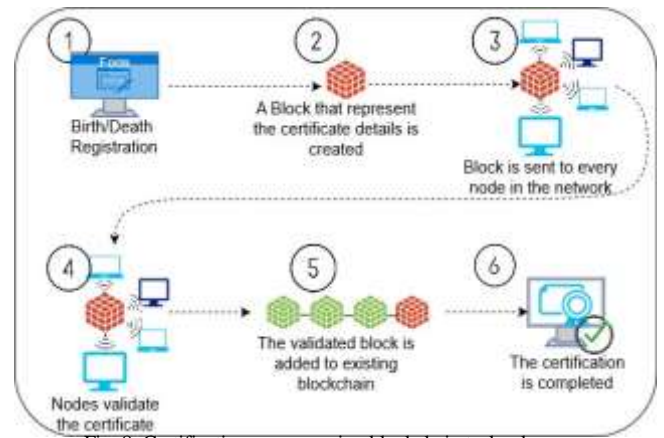 1
2
3
Birth/Death
Registration
A Block that represent
the certificate details is
created
Block is sent to every
node in the network
4
5
6
Nodes validate
the certificate
The validated block is
added to existing
blockchain
The certification
is completed